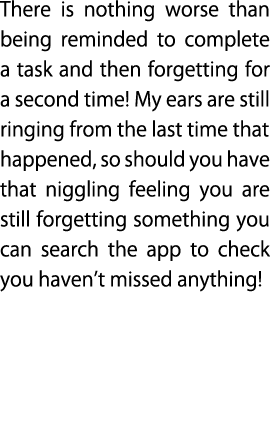 There is nothing worse than
being reminded to complete
a task and then forgetting for
a second time! My ears are still
ringing from the last time that
happened, so should you have
that niggling feeling you are
still forgetting something you
can search the app to check
you haven’t missed anything!